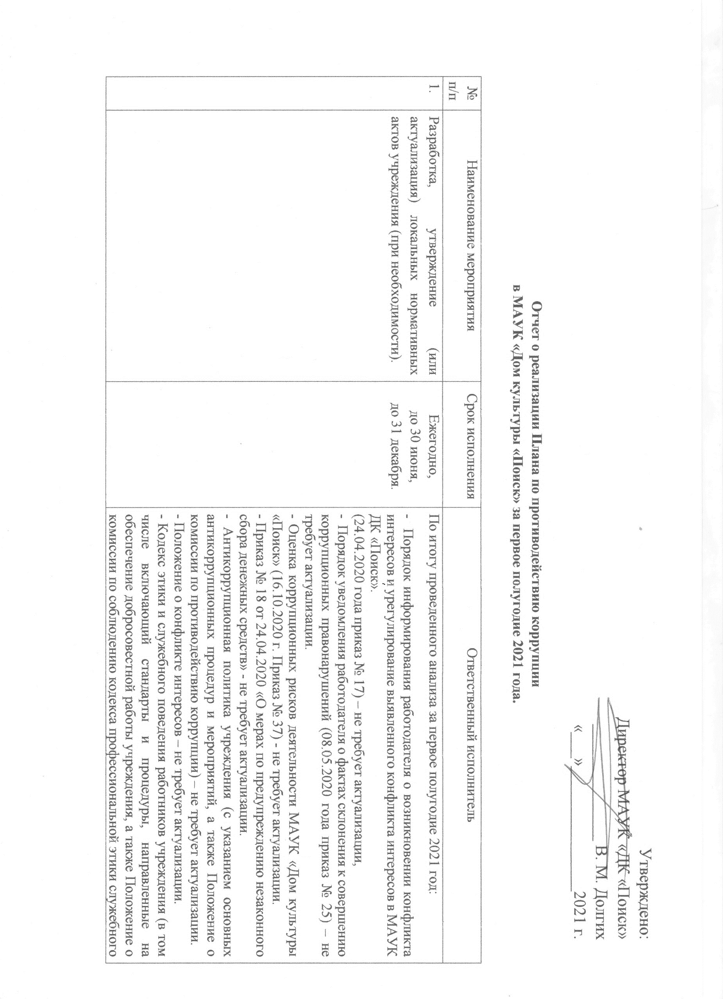 Утверждено:
Директор МАУК «ДК «Поиск»
____________ В. М. Долгих
«___» ____________ 2021 г.
Отчет о реализации Плана по противодействию коррупции
в МАУК «Дом культуры «Поиск» за первое полугодие 2021 года.
№
п/п
Наименование мероприятия
Срок исполнения
Ответственный исполнитель
1.
Разработка, утверждение (или
актуализация) локальных нормативных
актов учреждения (при необходимости).
Ежегодно,
до 30 июня,
до 31 декабря.
По итогу проведенного анализа за первое полугодие 2021 год:
- Порядок информирования работодателя о возникновении конфликта
интересов и урегулирование выявленного конфликта интересов в МАУК
ДК «Поиск».
(24.04.2020 года приказ № 17) – не требует актуализации,
- Порядок уведомления работодателя о фактах склонения к совершению
коррупционных правонарушений (08.05.2020 года приказ № 25) – не
требует актуализации.
- Оценка коррупционных рисков деятельности МАУК «Дом культуры
«Поиск» (16.10.2020 г. Приказ № 37) - не требует актуализации.
- Приказ № 18 от 24.04.2020 «О мерах по предупреждению незаконного
сбора денежных средств» - не требует актуализации.
- Антикоррупционная политика учреждения (с указанием основных
антикоррупционных процедур и мероприятий, а также Положение о
комиссии по противодействию коррупции) – не требует актуализации.
- Положение о конфликте интересов – не требует актуализации.
- Кодекс этики и служебного поведения работников учреждения (в том
числе включающий стандарты и процедуры, направленные на
обеспечение добросовестной работы учреждения, а также Положение о
комиссии по соблюдению кодекса профессиональной этики служебного